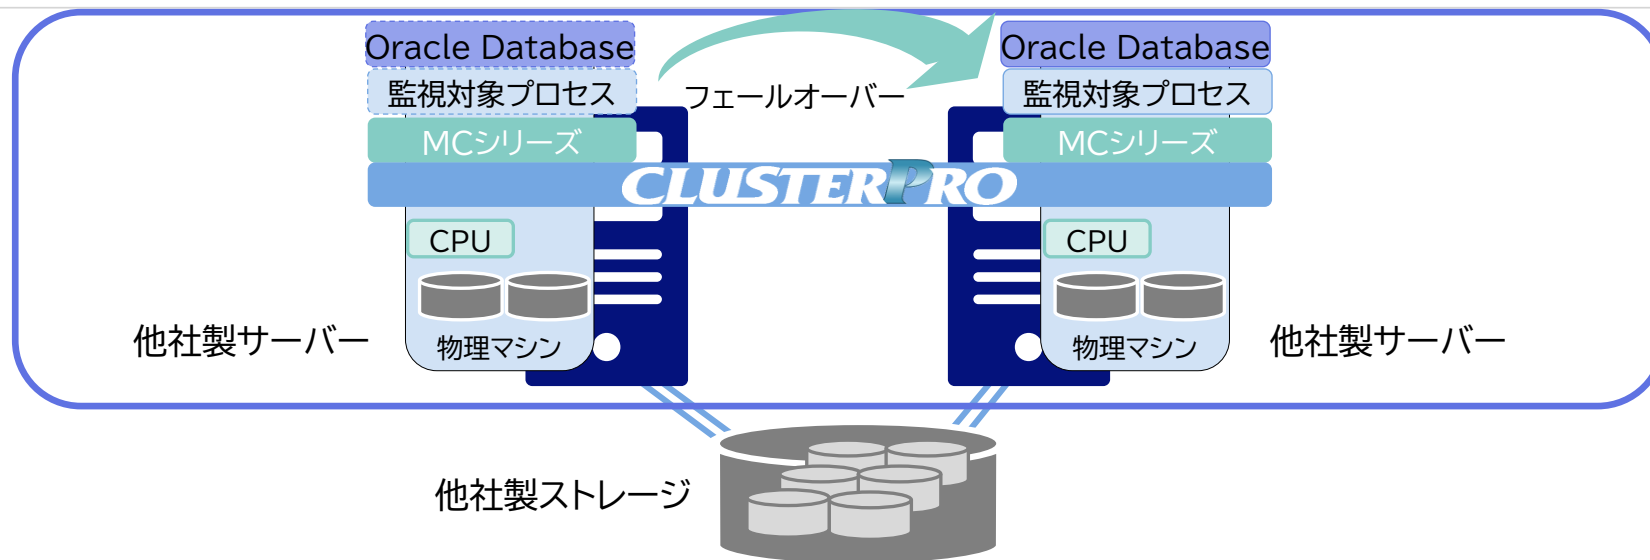 Oracle Database
監視対象プロセス
MCシリーズ
フェールオーバー
Oracle Database
監視対象プロセス
MCシリーズ
CLUSTERPRO
CPU
物理マシン
他社製サーバー
CPU
物理マシン
他社製サーバー
他社製ストレージ